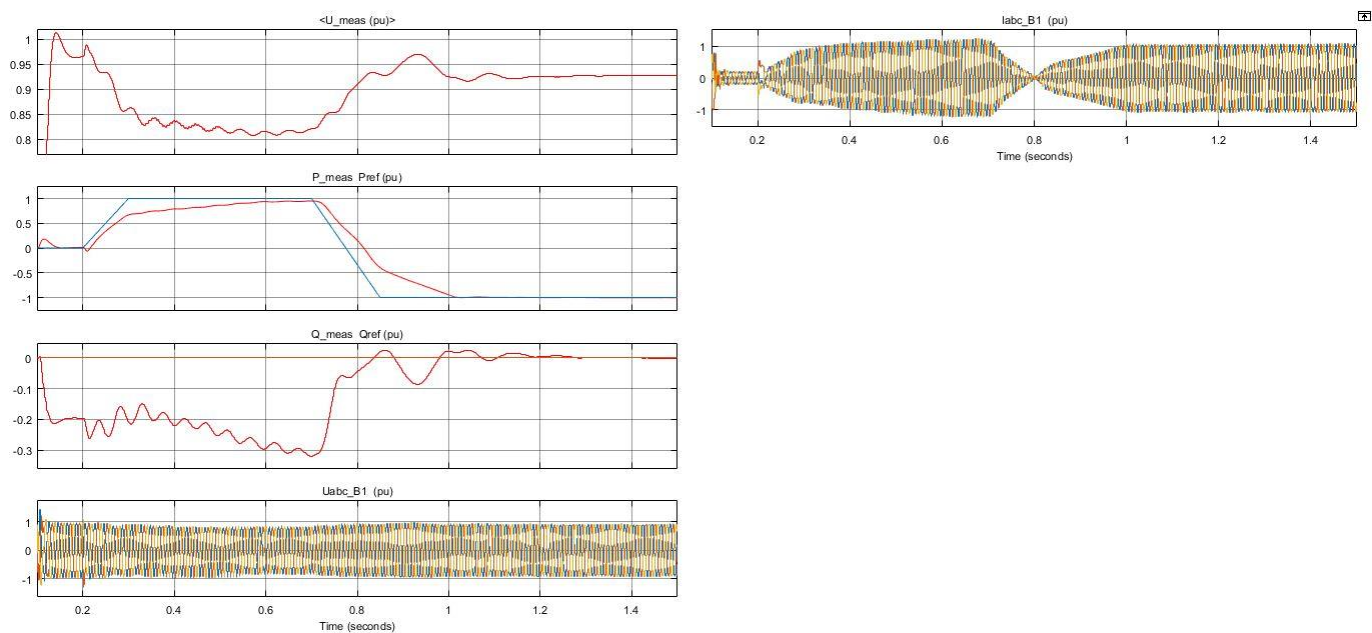 <U_meas (pu)>
1
0.95
0.9
0.85
0.8
P_meas Pref (pu)
1
0.5
0
-0.5
-1
Q_meas Qref (pu)
0
-0.1
-0.2
-0.3
Uabc_B1 (pu)
1
0
-1
0.2 0.4 0.6 0.8 1 1.2 1.4
Time (seconds)
Iabc_B1 (pu)
1
0
-1
0.2 0.4 0.6 0.8 1 1.2 1.4
Time (seconds)